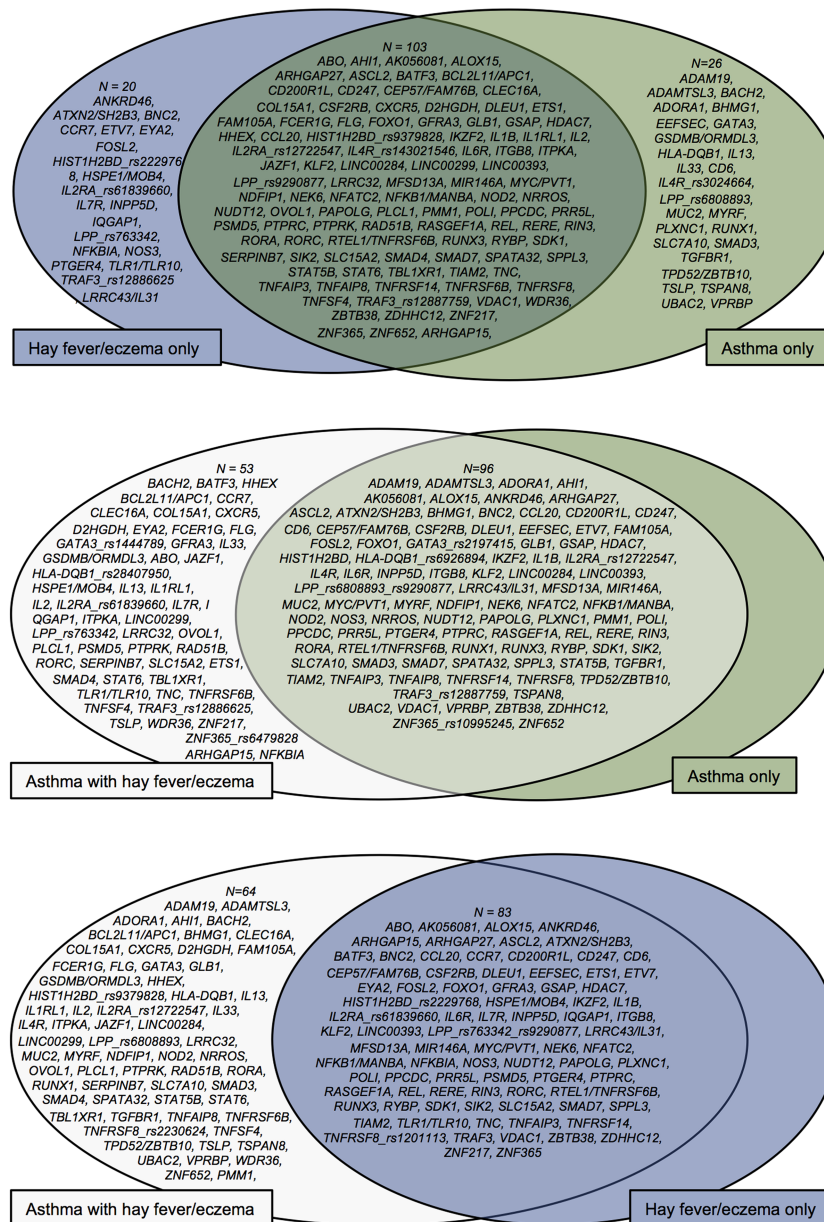 N = 20
ANKRD46,
ATXN2/SH2B3, BNC2,
CCR7, ETV7, EYA2,
FOSL2,
HIST1H2BD_rs222976
8, HSPE1/MOB4,
IL2RA_rs61839660,
IL7R, INPP5D,
IQGAP1,
LPP_rs763342,
NFKBIA, NOS3,
PTGER4, TLR1/TLR10,
TRAF3_rs12886625
, LRRC43/IL31
N = 103
ABO, AHI1, AK056081, ALOX15,
ARHGAP27, ASCL2, BATF3, BCL2L11/APC1,
CD200R1L, CD247, CEP57/FAM76B, CLEC16A,
COL15A1, CSF2RB, CXCR5, D2HGDH, DLEU1, ETS1,
FAM105A, FCER1G, FLG, FOXO1, GFRA3, GLB1, GSAP, HDAC7,
HHEX, CCL20, HIST1H2BD_rs9379828, IKZF2, IL1B, IL1RL1, IL2,
IL2RA_rs12722547, IL4R_rs143021546, IL6R, ITGB8, ITPKA,
JAZF1, KLF2, LINC00284, LINC00299, LINC00393,
LPP_rs9290877, LRRC32, MFSD13A, MIR146A, MYC/PVT1,
NDFIP1, NEK6, NFATC2, NFKB1/MANBA, NOD2, NRROS,
NUDT12, OVOL1, PAPOLG, PLCL1, PMM1, POLI, PPCDC, PRR5L,
PSMD5, PTPRC, PTPRK, RAD51B, RASGEF1A, REL, RERE, RIN3,
RORA, RORC, RTEL1/TNFRSF6B, RUNX3, RYBP, SDK1,
SERPINB7, SIK2, SLC15A2, SMAD4, SMAD7, SPATA32, SPPL3,
STAT5B, STAT6, TBL1XR1, TIAM2, TNC,
TNFAIP3, TNFAIP8, TNFRSF14, TNFRSF6B, TNFRSF8,
TNFSF4, TRAF3_rs12887759, VDAC1, WDR36,
ZBTB38, ZDHHC12, ZNF217,
ZNF365, ZNF652, ARHGAP15,
N=26
ADAM19,
ADAMTSL3, BACH2,
ADORA1, BHMG1,
EEFSEC, GATA3,
GSDMB/ORMDL3,
HLA-DQB1, IL13,
IL33, CD6,
IL4R_rs3024664,
LPP_rs6808893,
MUC2, MYRF,
PLXNC1, RUNX1,
SLC7A10, SMAD3,
TGFBR1,
TPD52/ZBTB10,
TSLP, TSPAN8,
UBAC2, VPRBP
Hay fever/eczema only
Asthma only
N = 53
BACH2, BATF3, HHEX
BCL2L11/APC1, CCR7,
CLEC16A, COL15A1, CXCR5,
D2HGDH, EYA2, FCER1G, FLG,
GATA3_rs1444789, GFRA3, IL33,
GSDMB/ORMDL3, ABO, JAZF1,
HLA-DQB1_rs28407950,
HSPE1/MOB4, IL13, IL1RL1,
IL2, IL2RA_rs61839660, IL7R, I
QGAP1, ITPKA, LINC00299,
LPP_rs763342, LRRC32, OVOL1,
PLCL1, PSMD5, PTPRK, RAD51B,
RORC, SERPINB7, SLC15A2, ETS1,
SMAD4, STAT6, TBL1XR1,
TLR1/TLR10, TNC, TNFRSF6B,
TNFSF4, TRAF3_rs12886625,
TSLP, WDR36, ZNF217,
ZNF365_rs6479828
ARHGAP15, NFKBIA
N=96
ADAM19, ADAMTSL3, ADORA1, AHI1,
AK056081, ALOX15, ANKRD46, ARHGAP27,
ASCL2, ATXN2/SH2B3, BHMG1, BNC2, CCL20, CD200R1L, CD247,
CD6, CEP57/FAM76B, CSF2RB, DLEU1, EEFSEC, ETV7, FAM105A,
FOSL2, FOXO1, GATA3_rs2197415, GLB1, GSAP, HDAC7,
HIST1H2BD, HLA-DQB1_rs6926894, IKZF2, IL1B, IL2RA_rs12722547,
IL4R, IL6R, INPP5D, ITGB8, KLF2, LINC00284, LINC00393,
LPP_rs6808893_rs9290877, LRRC43/IL31, MFSD13A, MIR146A,
MUC2, MYC/PVT1, MYRF, NDFIP1, NEK6, NFATC2, NFKB1/MANBA,
NOD2, NOS3, NRROS, NUDT12, PAPOLG, PLXNC1, PMM1, POLI,
PPCDC, PRR5L, PTGER4, PTPRC, RASGEF1A, REL, RERE, RIN3,
RORA, RTEL1/TNFRSF6B, RUNX1, RUNX3, RYBP, SDK1, SIK2,
SLC7A10, SMAD3, SMAD7, SPATA32, SPPL3, STAT5B, TGFBR1,
TIAM2, TNFAIP3, TNFAIP8, TNFRSF14, TNFRSF8, TPD52/ZBTB10,
TRAF3_rs12887759, TSPAN8,
UBAC2, VDAC1, VPRBP, ZBTB38, ZDHHC12,
ZNF365_rs10995245, ZNF652
Asthma with hay fever/eczema
Asthma only
N=64
ADAM19, ADAMTSL3,
ADORA1, AHI1, BACH2,
BCL2L11/APC1, BHMG1, CLEC16A,
COL15A1, CXCR5, D2HGDH, FAM105A,
FCER1G, FLG, GATA3, GLB1,
GSDMB/ORMDL3, HHEX,
HIST1H2BD_rs9379828, HLA-DQB1, IL13,
IL1RL1, IL2, IL2RA_rs12722547, IL33,
IL4R, ITPKA, JAZF1, LINC00284,
LINC00299, LPP_rs6808893, LRRC32,
MUC2, MYRF, NDFIP1, NOD2, NRROS,
OVOL1, PLCL1, PTPRK, RAD51B, RORA,
RUNX1, SERPINB7, SLC7A10, SMAD3,
SMAD4, SPATA32, STAT5B, STAT6,
TBL1XR1, TGFBR1, TNFAIP8, TNFRSF6B,
TNFRSF8_rs2230624, TNFSF4,
TPD52/ZBTB10, TSLP, TSPAN8,
UBAC2, VPRBP, WDR36,
ZNF652, PMM1,
N = 83
ABO, AK056081, ALOX15, ANKRD46,
ARHGAP15, ARHGAP27, ASCL2, ATXN2/SH2B3,
BATF3, BNC2, CCL20, CCR7, CD200R1L, CD247, CD6,
CEP57/FAM76B, CSF2RB, DLEU1, EEFSEC, ETS1, ETV7,
EYA2, FOSL2, FOXO1, GFRA3, GSAP, HDAC7,
HIST1H2BD_rs2229768, HSPE1/MOB4, IKZF2, IL1B,
IL2RA_rs61839660, IL6R, IL7R, INPP5D, IQGAP1, ITGB8,
KLF2, LINC00393, LPP_rs763342_rs9290877, LRRC43/IL31,
MFSD13A, MIR146A, MYC/PVT1, NEK6, NFATC2,
NFKB1/MANBA, NFKBIA, NOS3, NUDT12, PAPOLG, PLXNC1,
POLI, PPCDC, PRR5L, PSMD5, PTGER4, PTPRC,
RASGEF1A, REL, RERE, RIN3, RORC, RTEL1/TNFRSF6B,
RUNX3, RYBP, SDK1, SIK2, SLC15A2, SMAD7, SPPL3,
TIAM2, TLR1/TLR10, TNC, TNFAIP3, TNFRSF14,
TNFRSF8_rs1201113, TRAF3, VDAC1, ZBTB38, ZDHHC12,
ZNF217, ZNF365
Asthma with hay fever/eczema
Hay fever/eczema only